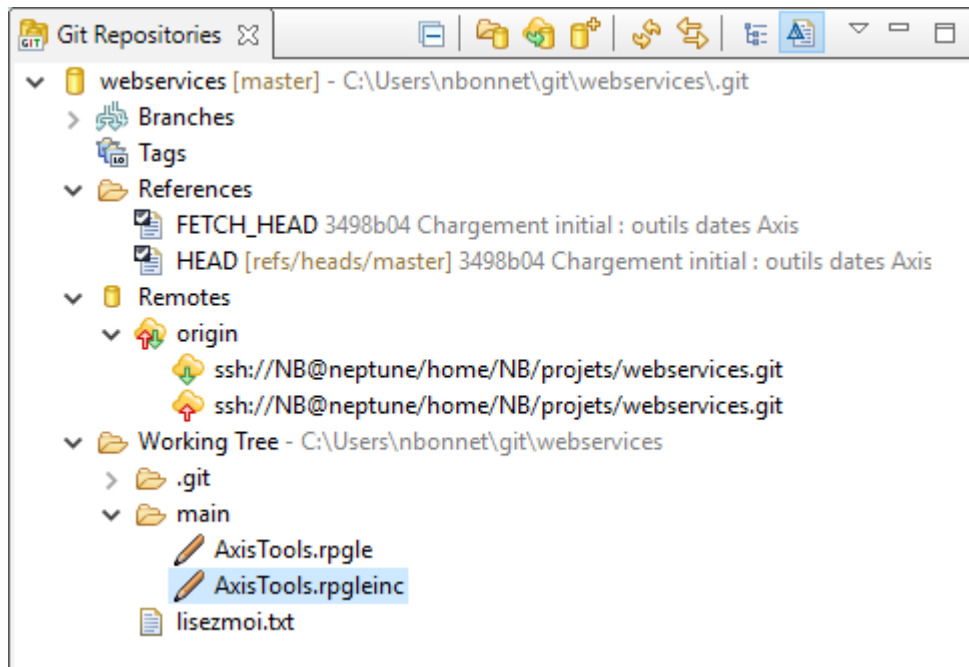 Git Repositories
webservices [master] - C:\Users\nbonnet\git\webservices\.git
Branches
Tags
References
FETCH_HEAD 3498b04 Chargement initial : outils dates Axis
HEAD [refs/heads/master] 3498b04 Chargement initial : outils dates Axis
Remotes
origin
ssh://NB@neptune/home/NB/projets/webservices.git
ssh://NB@neptune/home/NB/projets/webservices.git
Working Tree - C:\Users\nbonnet\git\webservices
.git
main
AxisTools.rpgle
AxisTools.rpgleinc
lisezmoi.txt